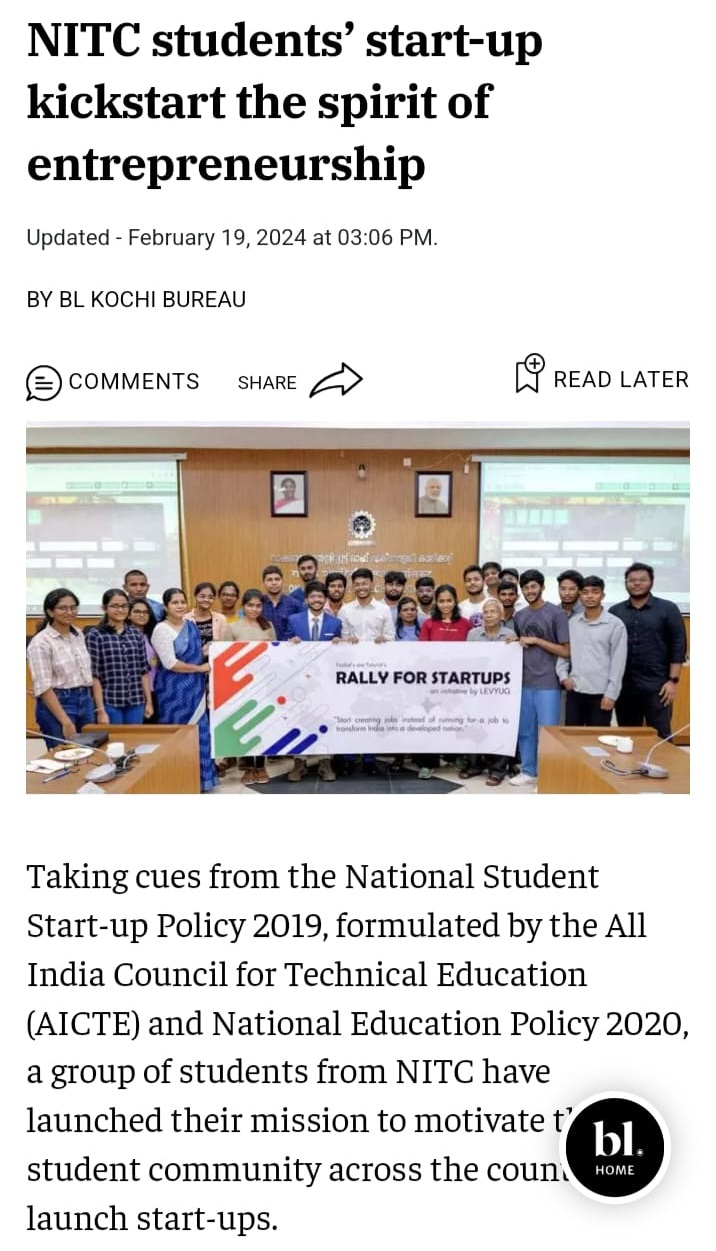 NITC students’ start-up
kickstart the spirit of
entrepreneurship
Updated - February 19, 2024 at 03:06 PM.
BY BL KOCHI BUREAU
COMMENTS SHARE READ LATER
RALLY FOR STARTUPS
an initiative by LEVYUG
"Start creating jobs instead of running for a job to
transform India into a developed nation."
Taking cues from the National Student
Start-up Policy 2019, formulated by the All
India Council for Technical Education
(AICTE) and National Education Policy 2020,
a group of students from NITC have
launched their mission to motivate
student community across the
launch start-ups.
bl.
HOME